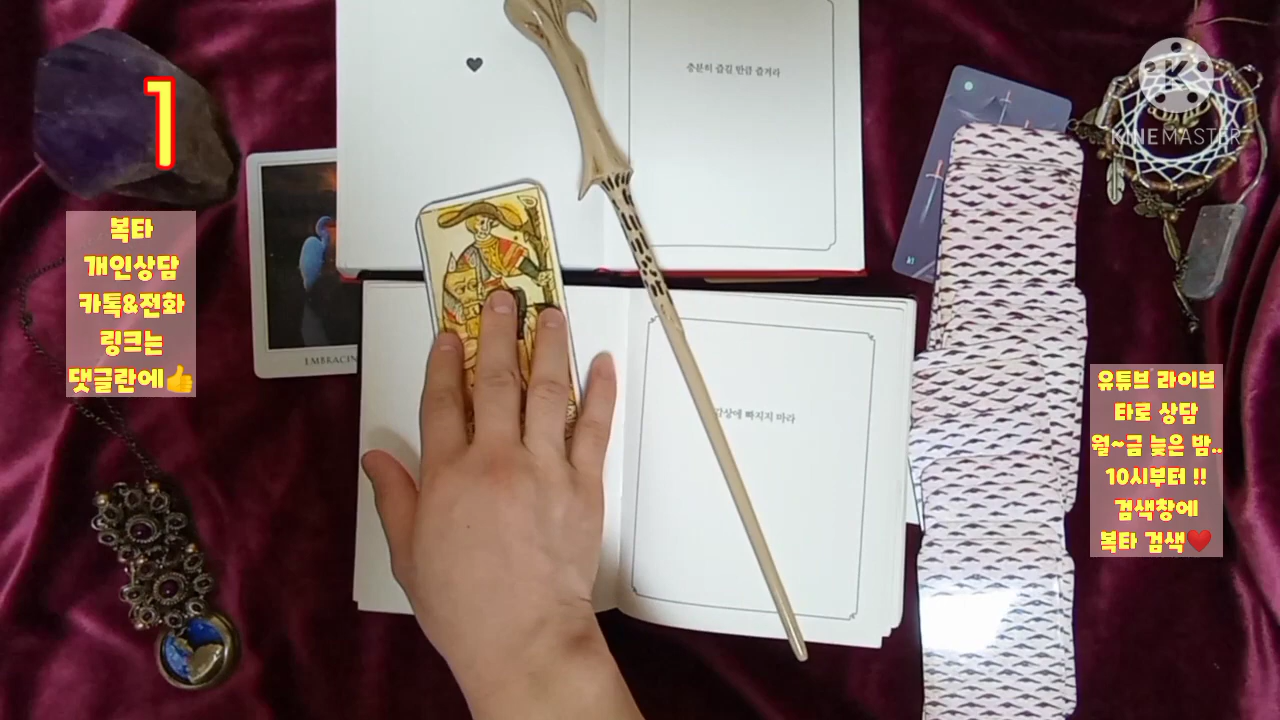 1
복타
개인상담
카톡&전화
링크는
댓글란에👍
충분히 즐길 만큼 즐겨라
KINEMASTER
EMBRACIN
감상에 빠지지 마라
유튜브 라이브
타로 상담
월~금 늦은 밤..
10시부터 !!
검색창에
복타 검색❤️